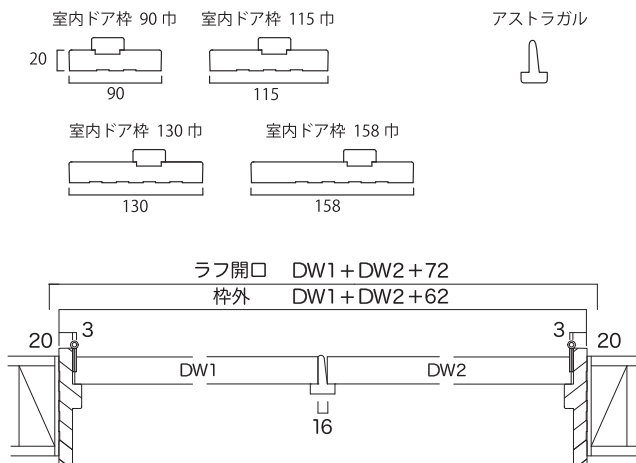 室内ドア枠 90 巾
室内ドア枠 115 巾
アストラガル
20
90
115
室内ドア枠 130 巾
室内ドア枠 158 巾
130
158
ラフ開口 DW1+DW2+72
枠外 DW1+DW2+62
20
3
3
20
DW1
DW2
16